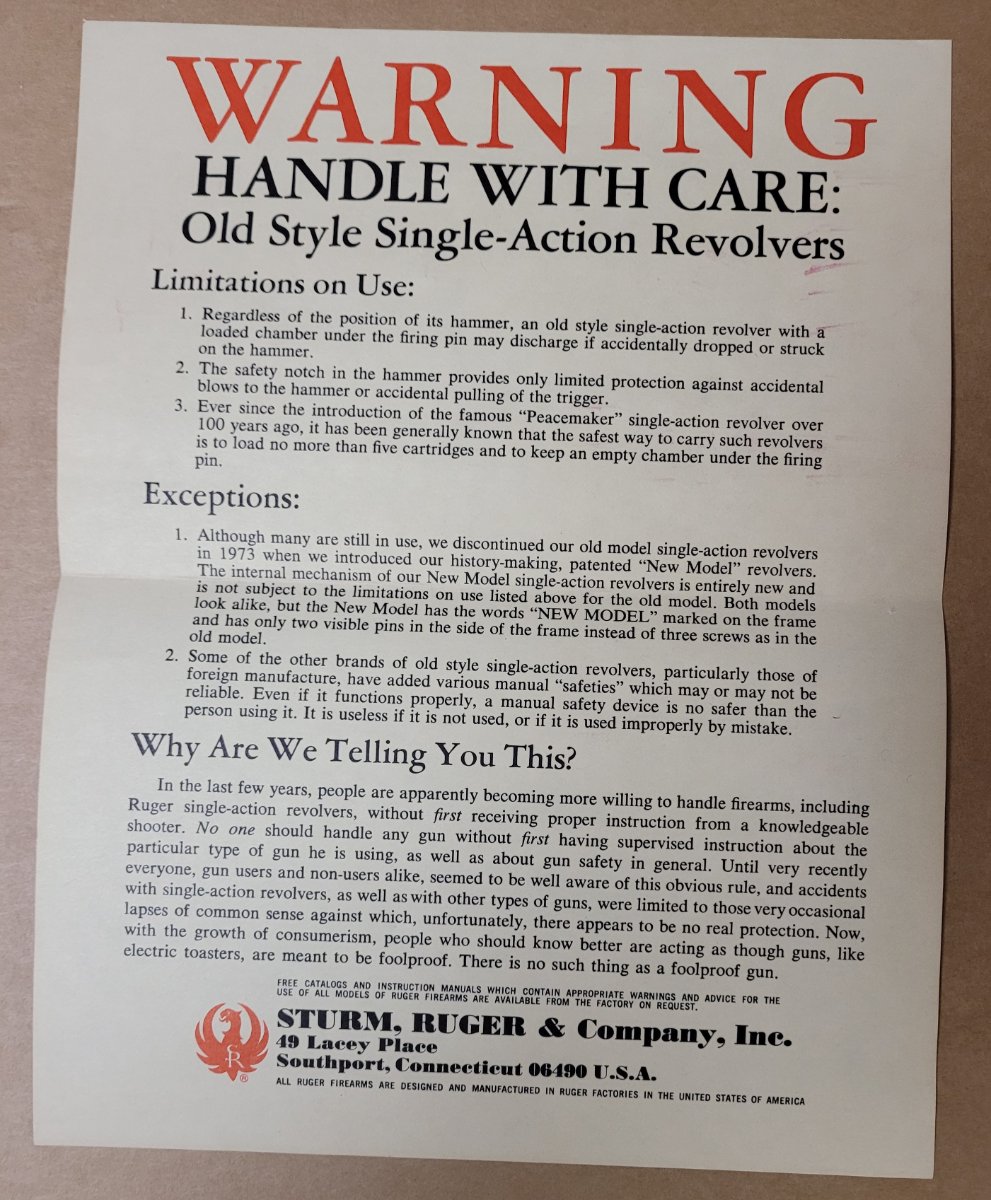 WARNING
HANDLE WITH CARE:
Old Style Single-Action Revolvers
Limitations on Use:
1. Regardless of the position of its hammer, an old style single-action revolver with a
loaded chamber under the firing pin may discharge if accidentally dropped or struck
on the hammer.
2. The safety notch in the hammer provides only limited protection against accidental
blows to the hammer or accidental pulling of the trigger.
3. Ever since the introduction of the famous “Peacemaker” single-action revolver over
100 years ago, it has been generally known that the safest way to carry such revolvers
is to load no more than five cartridges and to keep an empty chamber under the firing
pin.
Exceptions:
1. Although many are still in use, we discontinued our old model single-action revolvers
in 1973 when we introduced our history-making, patented “New Model” revolvers.
The internal mechanism of our New Model single-action revolvers is entirely new and
is not subject to the limitations on use listed above for the old model. Both models
look alike, but the New Model has the words “NEW MODEL” marked on the frame
and has only two visible pins in the side of the frame instead of three screws as in the
old model.
2. Some of the other brands of old style single-action revolvers, particularly those of
foreign manufacture, have added various manual “safeties” which may or may not be
reliable. Even if it functions properly, a manual safety device is no safer than the
person using it. It is useless if it is not used, or if it is used improperly by mistake.
Why Are We Telling You This?
In the last few years, people are apparently becoming more willing to handle firearms, including
Ruger single-action revolvers, without first receiving proper instruction from a knowledgeable
shooter. No one should handle any gun without first having supervised instruction about the
particular type of gun he is using, as well as about gun safety in general. Until very recently
everyone, gun users and non-users alike, seemed to be well aware of this obvious rule, and accidents
with single-action revolvers, as well as with other types of guns, were limited to those very occasional
lapses of common sense against which, unfortunately, there appears to be no real protection. Now,
with the growth of consumerism, people who should know better are acting as though guns, like
electric toasters, are meant to be foolproof. There is no such thing as a foolproof gun.
FREE CATALOGS AND INSTRUCTION MANUALS WHICH CONTAIN APPROPRIATE WARNINGS AND ADVICE FOR THE
USE OF ALL MODELS OF RUGER FIREARMS ARE AVAILABLE FROM THE FACTORY ON REQUEST.
SR ®
STURM, RUGER & Company, Inc.
49 Lacey Place
Southport, Connecticut 06490 U.S.A.
ALL RUGER FIREARMS ARE DESIGNED AND MANUFACTURED IN RUGER FACTORIES IN THE UNITED STATES OF AMERICA